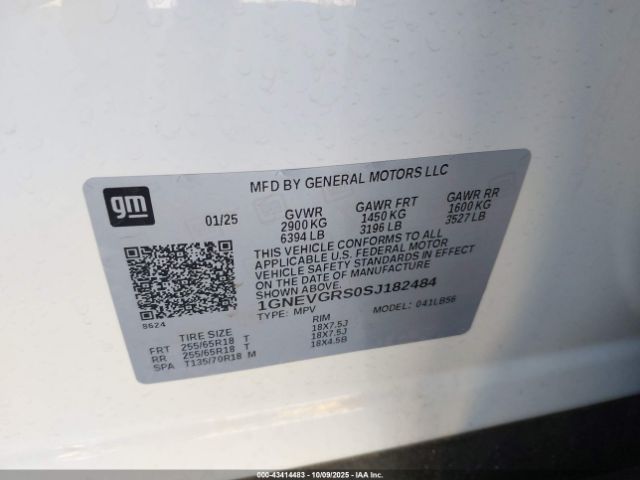 MFD BY GENERAL MOTORS LLC
gm
01/25
GVWR
2900 KG
6394 LB
GAWR FRT
1450 KG
3196 LB
GAWR RR
1600 KG
3527 LB
THIS VEHICLE CONFORMS TO ALL
APPLICABLE U.S. FEDERAL MOTOR
VEHICLE SAFETY STANDARDS IN EFFECT
ON THE DATE OF MANUFACTURE
SHOWN ABOVE.
1GNEVGRS0SJ182484
TYPE: MPV MODEL: 041LB56
8624
TIRE SIZE RIM
FRT 255/65R18 T 18X7.5J
RR 255/65R18 T 18X7.5J
SPA T135/70R18 M 18X4.5B
000-43414483 - 10/09/2025 - IAA Inc.